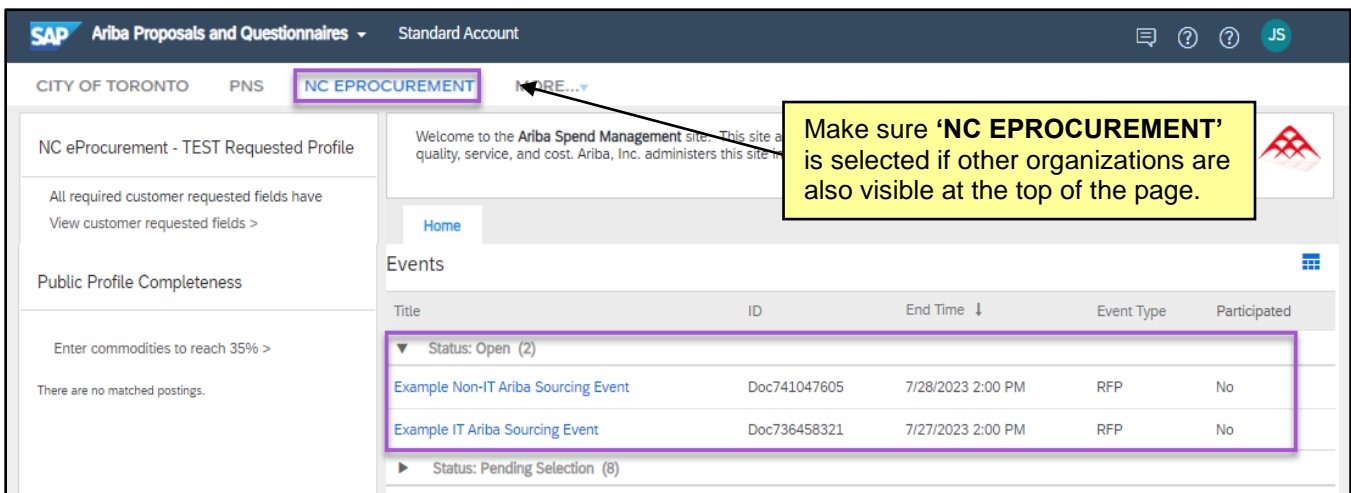 SAP Ariba Proposals and Questionnaires Standard Account JS
CITY OF TORONTO PNS NC EPROCUREMENT MORE...
NC eProcurement - TEST Requested Profile
All required customer requested fields have
View customer requested fields >
Public Profile Completeness
Enter commodities to reach 35% >
There are no matched postings.
Welcome to the Ariba Spend Management site. This site a
quality, service, and cost. Ariba, Inc. administers this site in
Make sure ‘NC EPROCUREMENT’
is selected if other organizations are
also visible at the top of the page.
Home
Events
Title ID End Time ↓ Event Type Participated
▼ Status: Open (2)
Example Non-IT Ariba Sourcing Event Doc741047605 7/28/2023 2:00 PM RFP No
Example IT Ariba Sourcing Event Doc736458321 7/27/2023 2:00 PM RFP No
► Status: Pending Selection (8)